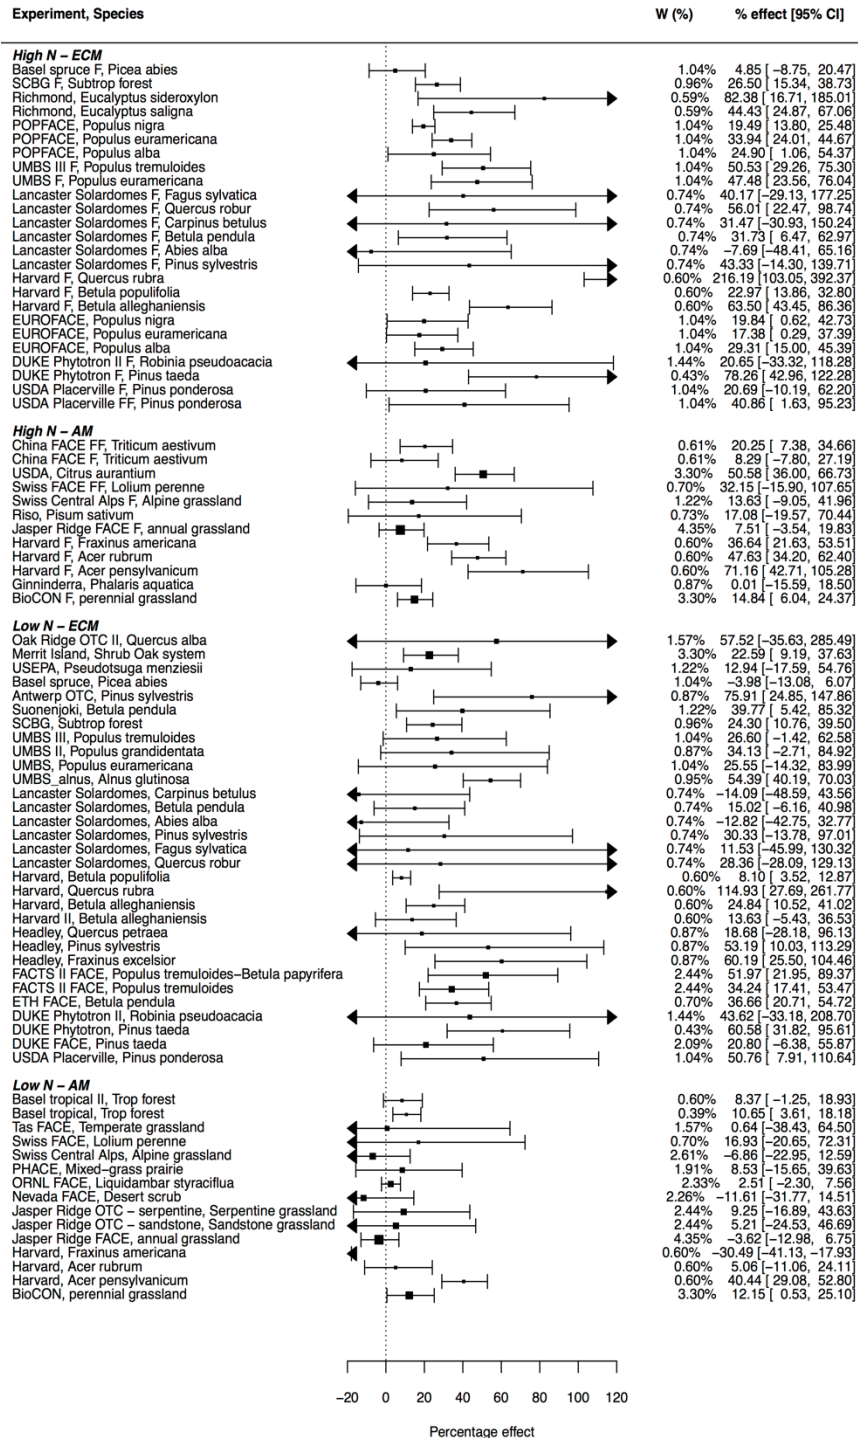 Experiment, Species W (%) % effect [95% CI]
High N – ECM
Basel spruce F, Picea abies 1.04% 4.85 [ −8.75, 20.47]
SCBG F, Subtrop forest 0.96% 26.50 [ 15.34, 38.73]
Richmond, Eucalyptus sideroxylon 0.59% 82.38 [ 16.71, 185.01]
Richmond, Eucalyptus saligna 0.59% 44.43 [ 24.87, 67.06]
POPFACE, Populus nigra 1.04% 19.49 [ 13.80, 25.48]
POPFACE, Populus euramericana 1.04% 33.94 [ 24.01, 44.67]
POPFACE, Populus alba 1.04% 24.90 [ 1.06, 54.37]
UMBS III F, Populus tremuloides 1.04% 50.53 [ 29.26, 75.30]
UMBS F, Populus euramericana 1.04% 47.48 [ 23.56, 76.04]
Lancaster Solardomes F, Fagus sylvatica 0.74% 40.17 [−29.13, 177.25]
Lancaster Solardomes F, Quercus robur 0.74% 56.01 [ 22.47, 98.74]
Lancaster Solardomes F, Carpinus betulus 0.74% 31.47 [−30.93, 150.24]
Lancaster Solardomes F, Betula pendula 0.74% 31.73 [ 6.47, 62.97]
Lancaster Solardomes F, Abies alba 0.74% −7.69 [−48.41, 65.16]
Lancaster Solardomes F, Pinus sylvestris 0.74% 43.33 [−14.30, 139.71]
Harvard F, Quercus rubra 0.60% 216.19 [103.05, 392.37]
Harvard F, Betula populifolia 0.60% 22.97 [ 13.86, 32.80]
Harvard F, Betula alleghaniensis 0.60% 63.50 [ 43.45, 86.36]
EUROFACE, Populus nigra 1.04% 19.84 [ 0.62, 42.73]
EUROFACE, Populus euramericana 1.04% 17.38 [ 0.29, 37.39]
EUROFACE, Populus alba 1.04% 29.31 [ 15.00, 45.39]
DUKE Phytotron II F, Robinia pseudoacacia 1.44% 20.65 [−33.32, 118.28]
DUKE Phytotron F, Pinus taeda 0.43% 78.26 [ 42.96, 122.28]
USDA Placerville F, Pinus ponderosa 1.04% 20.69 [−10.19, 62.20]
USDA Placerville FF, Pinus ponderosa 1.04% 40.86 [ 1.63, 95.23]
High N – AM
China FACE FF, Triticum aestivum 0.61% 20.25 [ 7.38, 34.66]
China FACE F, Triticum aestivum 0.61% 8.29 [ −7.80, 27.19]
USDA, Citrus aurantium 3.30% 50.58 [ 36.00, 66.73]
Swiss FACE FF, Lolium perenne 0.70% 32.15 [−15.90, 107.65]
Swiss Central Alps F, Alpine grassland 1.22% 13.63 [ −9.05, 41.96]
Riso, Pisum sativum 0.73% 17.08 [−19.57, 70.44]
Jasper Ridge FACE F, annual grassland 4.35% 7.51 [ −3.54, 19.83]
Harvard F, Fraxinus americana 0.60% 36.64 [ 21.63, 53.51]
Harvard F, Acer rubrum 0.60% 47.63 [ 34.20, 62.40]
Harvard F, Acer pensylvanicum 0.60% 71.16 [ 42.71, 105.28]
Ginninderra, Phalaris aquatica 0.87% 0.01 [−15.59, 18.50]
BioCON F, perennial grassland 3.30% 14.84 [ 6.04, 24.37]
Low N – ECM
Oak Ridge OTC II, Quercus alba 1.57% 57.52 [−35.63, 285.49]
Merrit Island, Shrub Oak system 3.30% 22.59 [ 9.19, 37.63]
USEPA, Pseudotsuga menziesii 1.22% 12.94 [−17.59, 54.76]
Basel spruce, Picea abies 1.04% −3.98 [−13.08, 6.07]
Antwerp OTC, Pinus sylvestris 0.87% 75.91 [ 24.85, 147.86]
Suonenjoki, Betula pendula 1.22% 39.77 [ 5.42, 85.32]
SCBG, Subtrop forest 0.96% 24.30 [ 10.76, 39.50]
UMBS III, Populus tremuloides 1.04% 26.60 [ −1.42, 62.58]
UMBS II, Populus grandidentata 0.87% 34.13 [ −2.71, 84.92]
UMBS, Populus euramericana 1.04% 25.55 [−14.32, 83.99]
UMBS_alnus, Alnus glutinosa 0.95% 54.39 [ 40.19, 70.03]
Lancaster Solardomes, Carpinus betulus 0.74% −14.09 [−48.59, 43.56]
Lancaster Solardomes, Betula pendula 0.74% 15.02 [ −6.16, 40.98]
Lancaster Solardomes, Abies alba 0.74% −12.82 [−42.75, 32.77]
Lancaster Solardomes, Pinus sylvestris 0.74% 30.33 [−13.78, 97.01]
Lancaster Solardomes, Fagus sylvatica 0.74% 11.53 [−45.99, 130.32]
Lancaster Solardomes, Quercus robur 0.74% 28.36 [−28.09, 129.13]
Harvard, Betula populifolia 0.60% 8.10 [ 3.52, 12.87]
Harvard, Quercus rubra 0.60% 114.93 [ 27.69, 261.77]
Harvard, Betula alleghaniensis 0.60% 24.84 [ 10.52, 41.02]
Harvard II, Betula alleghaniensis 0.60% 13.63 [ −5.43, 36.53]
Headley, Quercus petraea 0.87% 18.68 [−28.18, 96.13]
Headley, Pinus sylvestris 0.87% 53.19 [ 10.03, 113.29]
Headley, Fraxinus excelsior 0.87% 60.19 [ 25.50, 104.46]
FACTS II FACE, Populus tremuloides−Betula papyrifera 2.44% 51.97 [ 21.95, 89.37]
FACTS II FACE, Populus tremuloides 2.44% 34.24 [ 17.41, 53.47]
ETH FACE, Betula pendula 0.70% 36.66 [ 20.71, 54.72]
DUKE Phytotron II, Robinia pseudoacacia 1.44% 43.62 [−33.18, 208.70]
DUKE Phytotron, Pinus taeda 0.43% 60.58 [ 31.82, 95.61]
DUKE FACE, Pinus taeda 2.09% 20.80 [ −6.38, 55.87]
USDA Placerville, Pinus ponderosa 1.04% 50.76 [ 7.91, 110.64]
Low N – AM
Basel tropical II, Trop forest 0.60% 8.37 [ −1.25, 18.93]
Basel tropical, Trop forest 0.39% 10.65 [ 3.61, 18.18]
Tas FACE, Temperate grassland 1.57% 0.64 [−38.43, 64.50]
Swiss FACE, Lolium perenne 0.70% 16.93 [−20.65, 72.31]
Swiss Central Alps, Alpine grassland 2.61% −6.86 [−22.95, 12.59]
PHACE, Mixed−grass prairie 1.91% 8.53 [−15.65, 39.63]
ORNL FACE, Liquidambar styraciflua 2.33% 2.51 [ −2.30, 7.56]
Nevada FACE, Desert scrub 2.26% −11.61 [−31.77, 14.51]
Jasper Ridge OTC − serpentine, Serpentine grassland 2.44% 9.25 [−16.89, 43.63]
Jasper Ridge OTC − sandstone, Sandstone grassland 2.44% 5.21 [−24.53, 46.69]
Jasper Ridge FACE, annual grassland 4.35% −3.62 [−12.98, 6.75]
Harvard, Fraxinus americana 0.60% −30.49 [−41.13, −17.93]
Harvard, Acer rubrum 0.60% 5.06 [−11.06, 24.11]
Harvard, Acer pensylvanicum 0.60% 40.44 [ 29.08, 52.80]
BioCON, perennial grassland 3.30% 12.15 [ 0.53, 25.10]
−20 0 20 40 60 80 100 120
Percentage effect